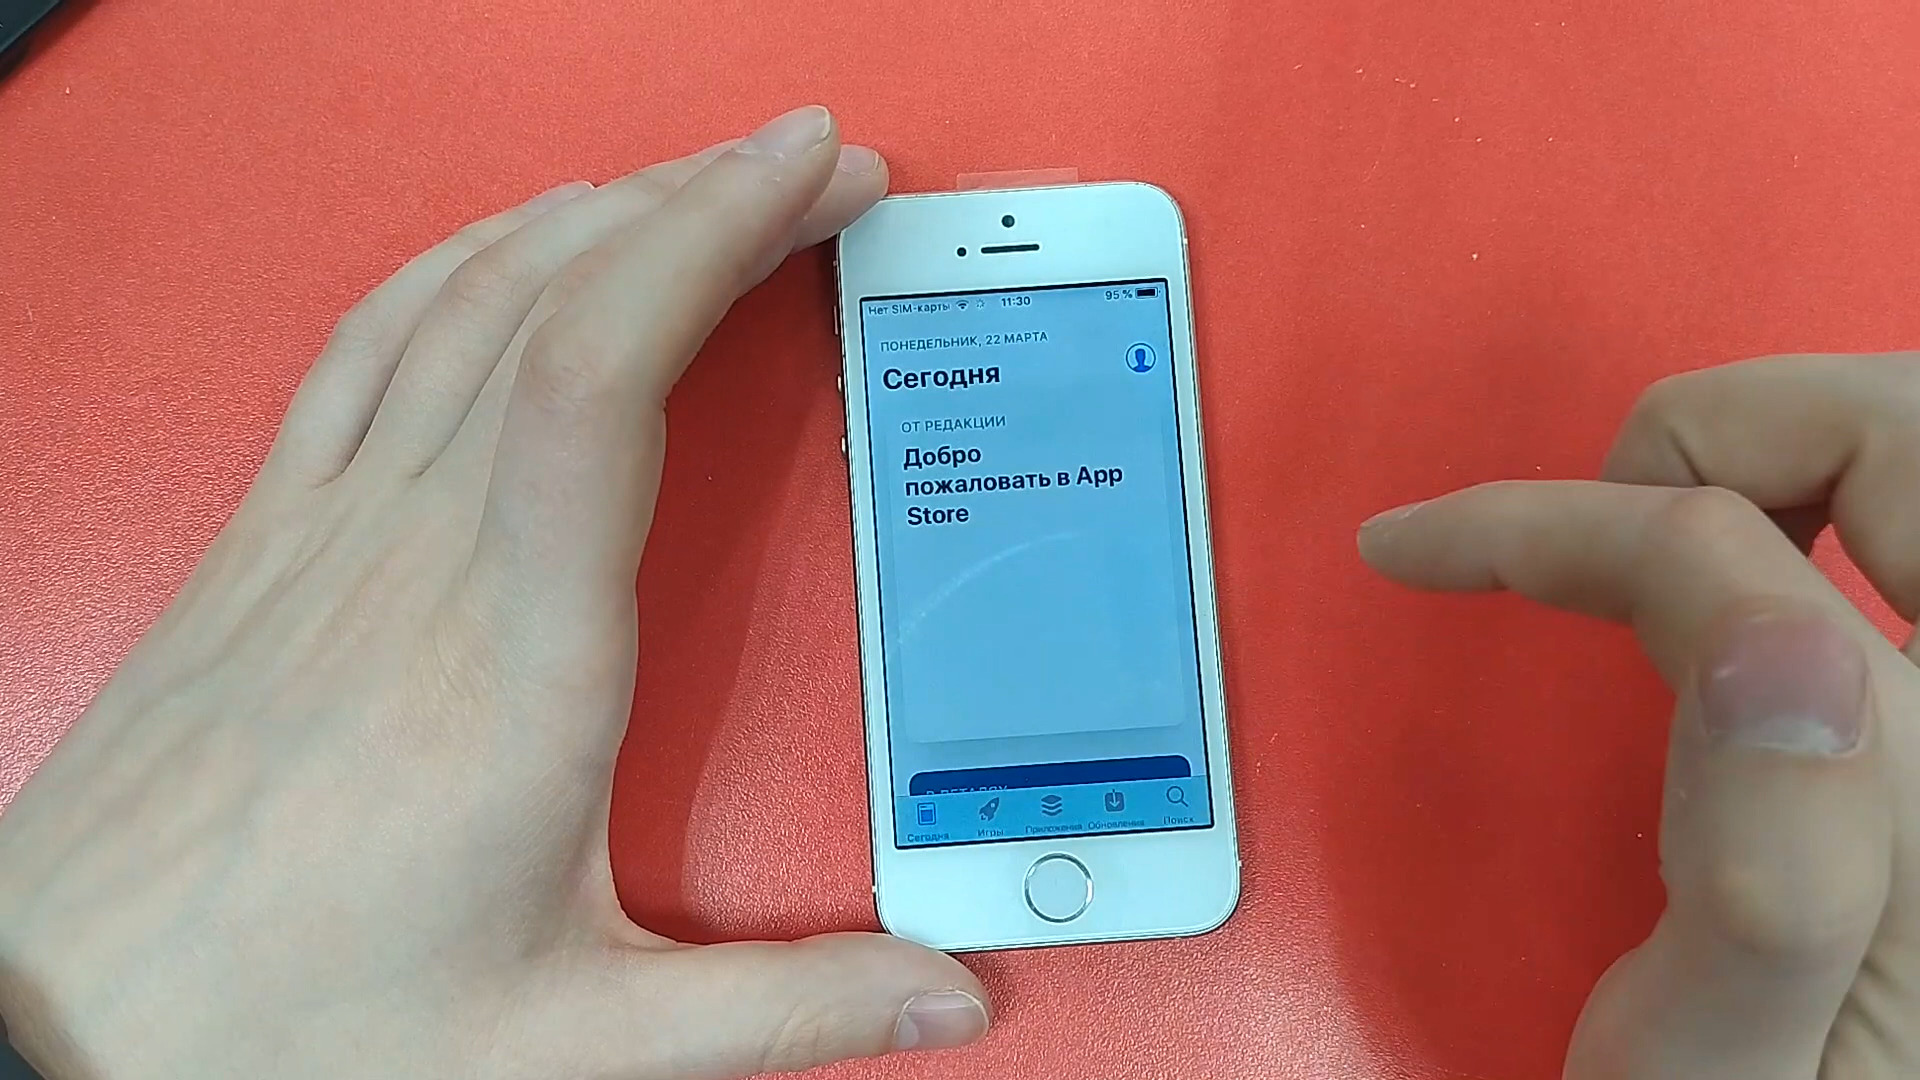 Нет SIM-карты 11:30 95 %
ПОНЕДЕЛЬНИК, 22 МАРТА
Сегодня
ОТ РЕДАКЦИИ
Добро
пожаловать в App
Store
Сегодня Игры Приложения Обновления Поиск